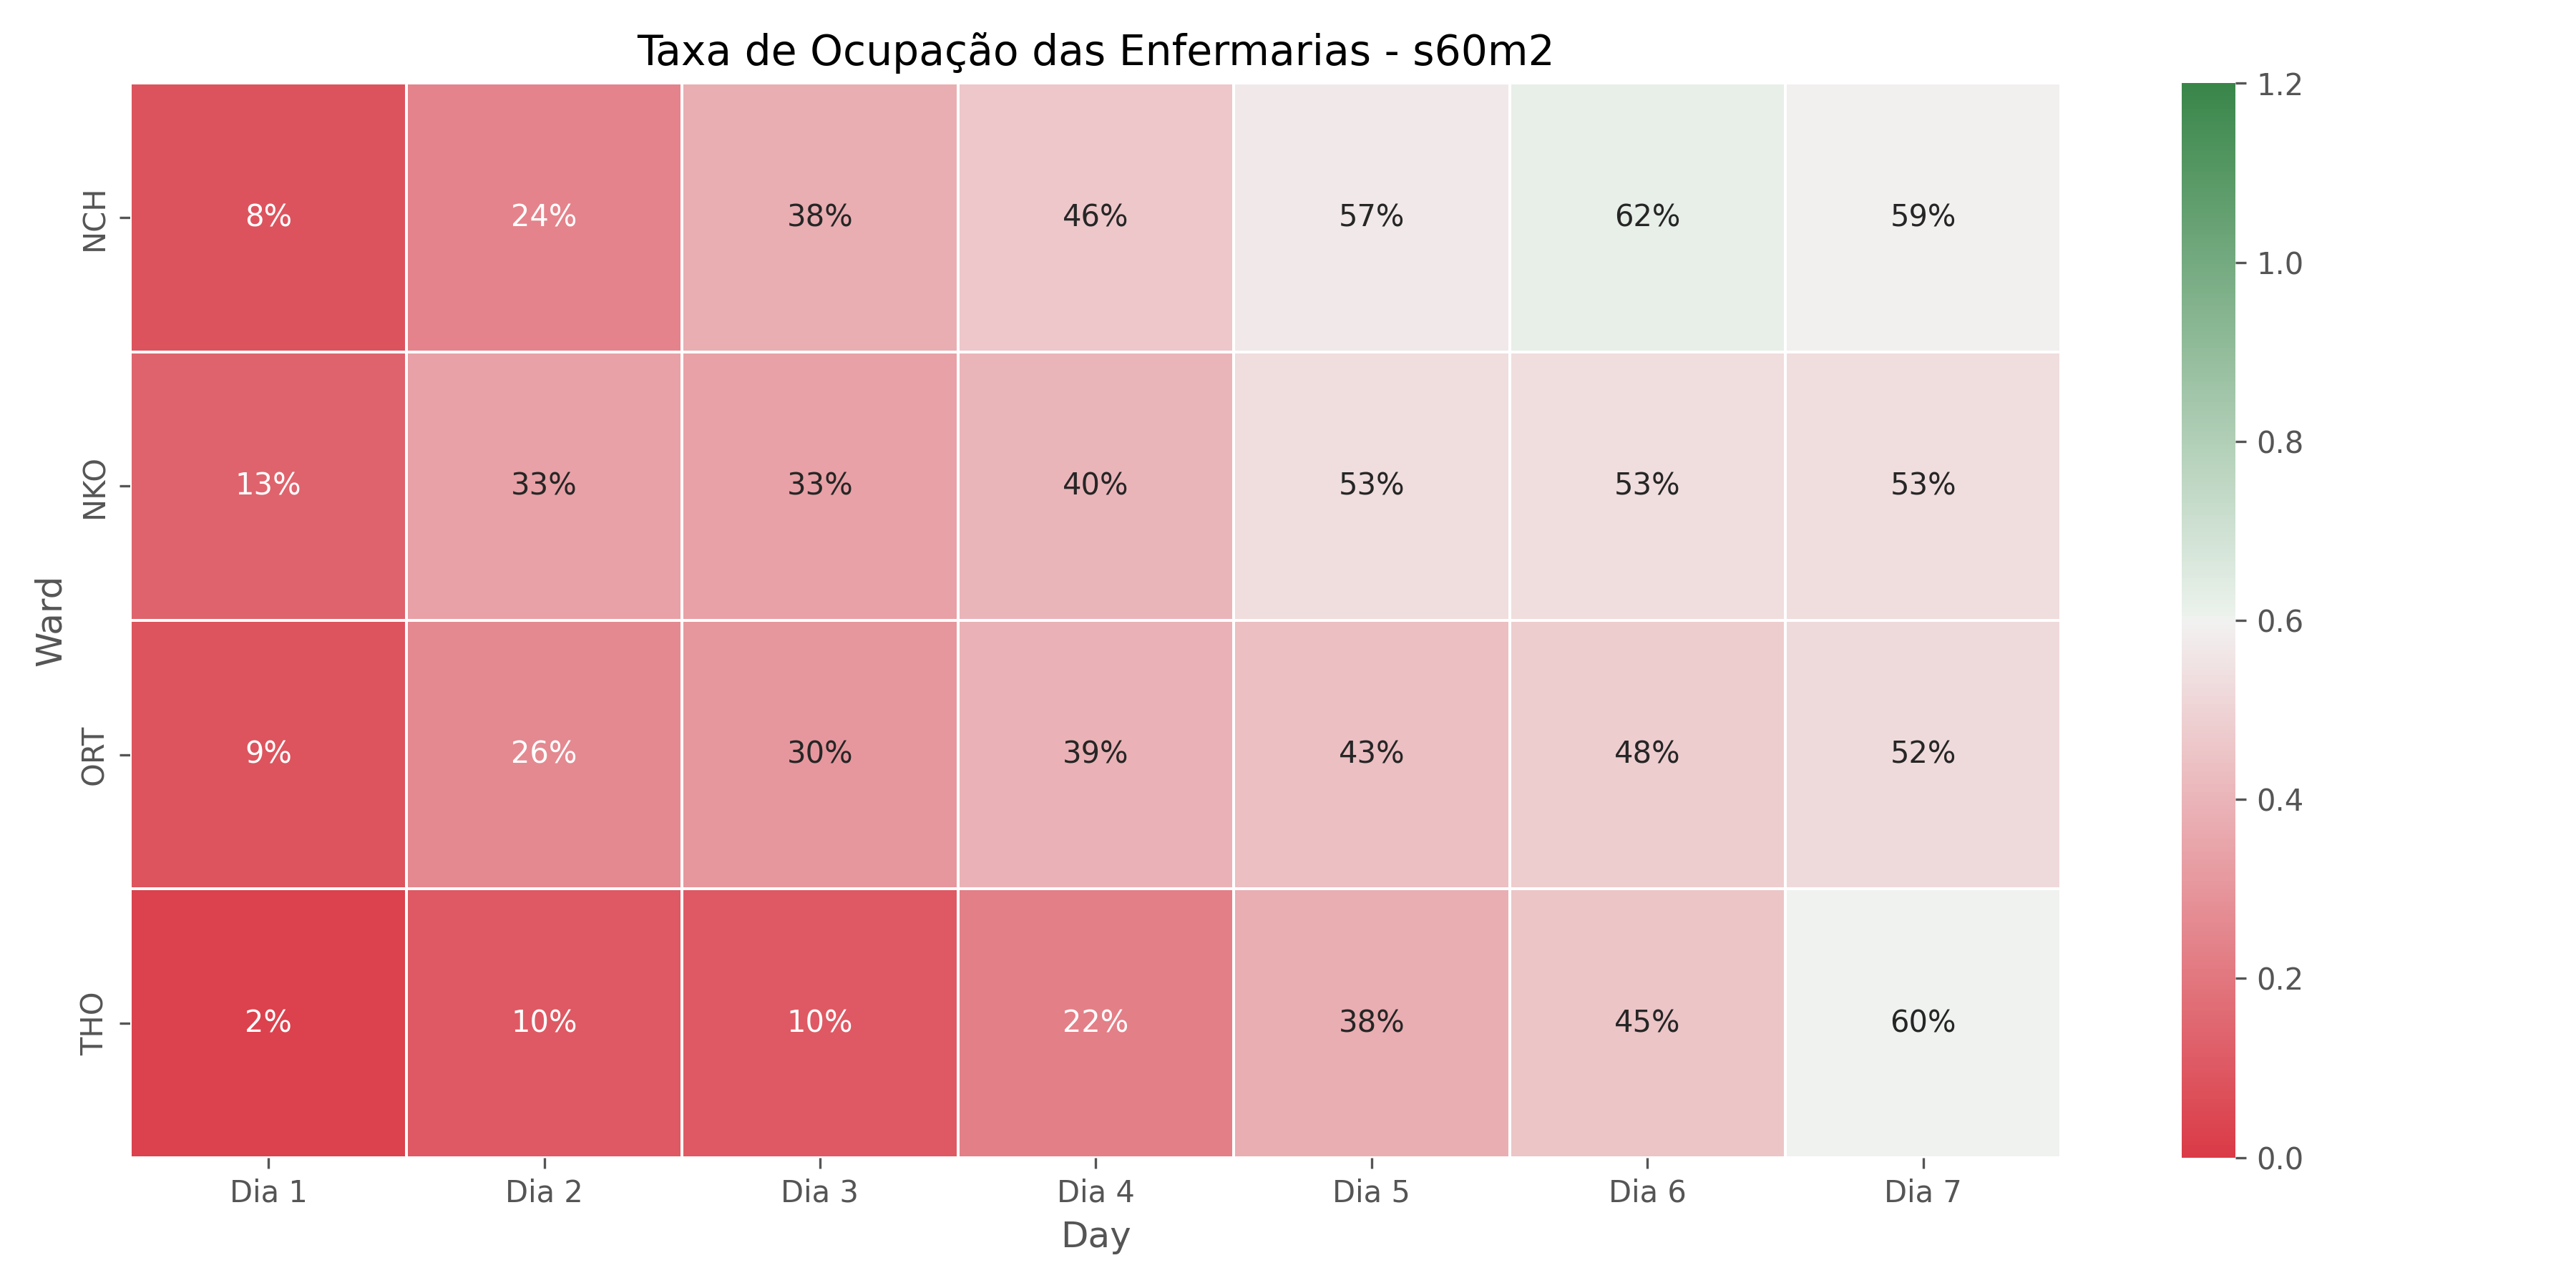 Taxa de Ocupação das Enfermarias - s60m2
Ward
NCH
8% 24% 38% 46% 57% 62% 59%
NKO
13% 33% 33% 40% 53% 53% 53%
ORT
9% 26% 30% 39% 43% 48% 52%
THO
2% 10% 10% 22% 38% 45% 60%
Dia 1 Dia 2 Dia 3 Dia 4 Dia 5 Dia 6 Dia 7
Day
1.2
1.0
0.8
0.6
0.4
0.2
0.0